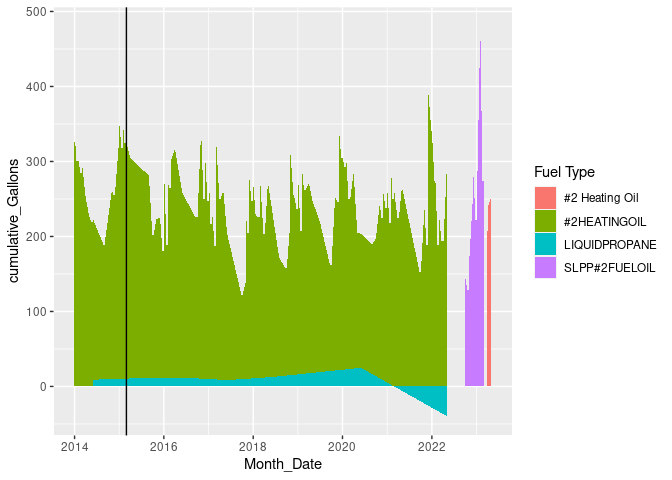 500
400
300
200
100
0
cumulative_Gallons
2014 2016 2018 2020 2022
Month_Date
Fuel Type
#2 Heating Oil
#2HEATINGOIL
LIQUIDPROPANE
SLPP#2FUELOIL